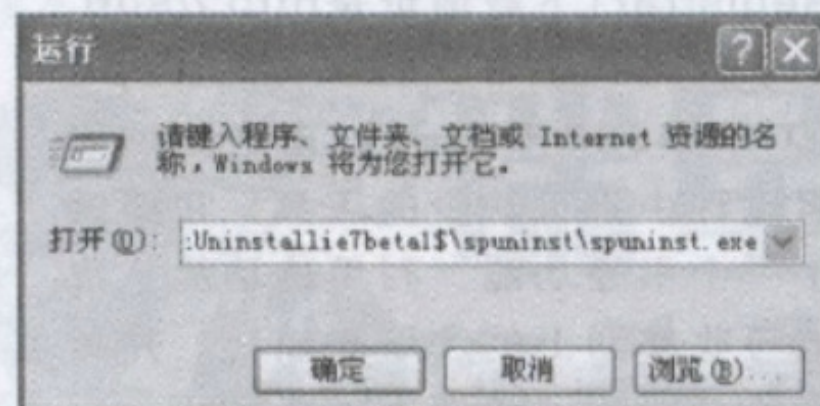 运行
请键入程序、文件夹、文档或 Internet 资源的名
称，Windows 将为您打开它。
打开(O)：
:Uninstallie7beta1$\spuninst\spuninst.exe
确定
取消
浏览(B)...